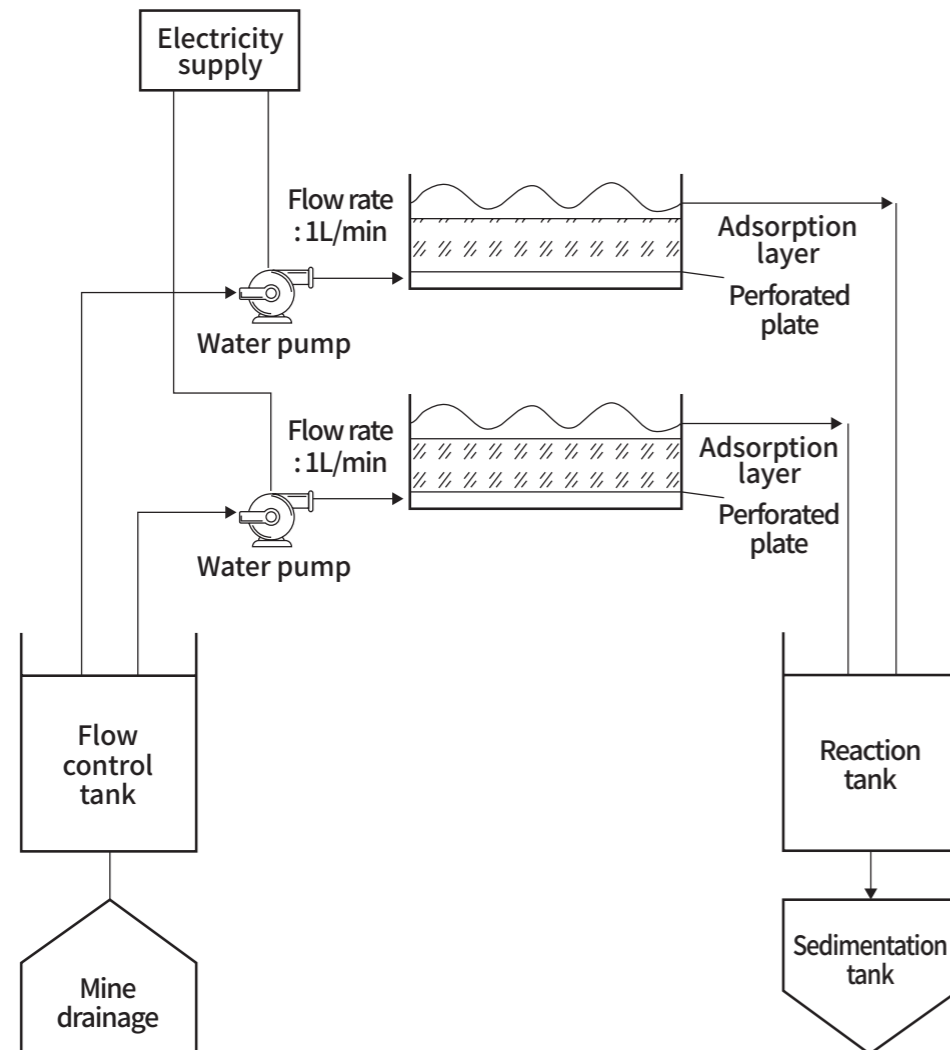 Electricity
supply
Flow rate
: 1L/min
Adsorption
layer
Perforated
plate
Water pump
Flow rate
: 1L/min
Adsorption
layer
Perforated
plate
Water pump
Flow
control
tank
Reaction
tank
Mine
drainage
Sedimentation
tank